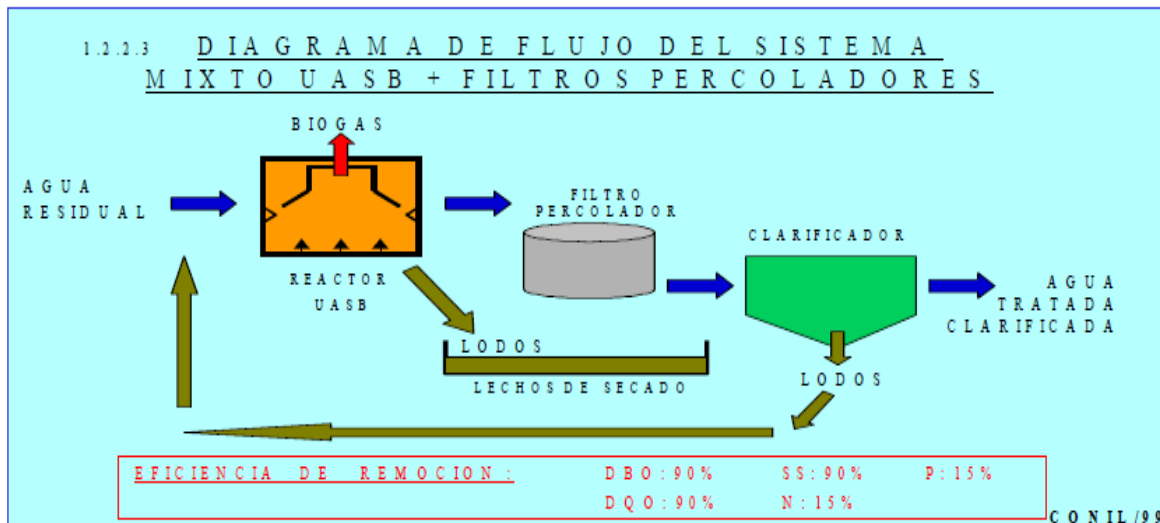 1.2.2.3 DIAGRAMA DE FLUJO DEL SISTEMA
MIXTO UASB + FILTROS PERCOLADORES
BIOGAS
AGUA
RESIDUAL
REACTOR
UASB
FILTRO
PERCOLADOR
CLARIFICADOR
AGUA
TRATADA
CLARIFICADA
LODOS
LECHOS DE SECADO
LODOS
EFICIENCIA DE REMOCION: DBO:90% SS:90% P:15%
DQO:90% N:15%
CONIL/99